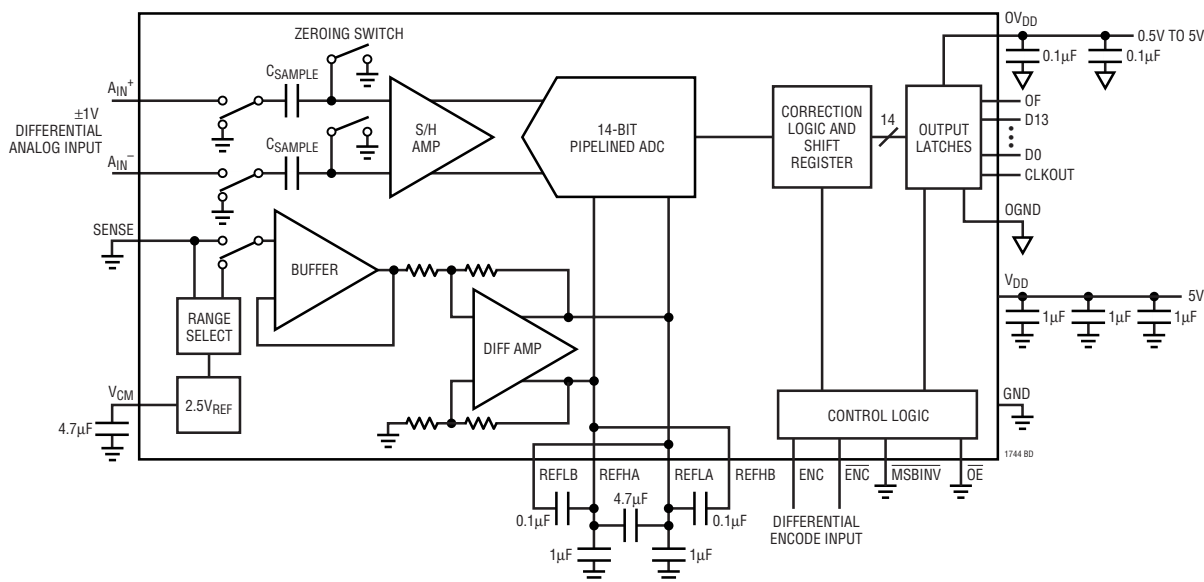 OVDD
0.5V TO 5V
0.1µF
0.1µF
ZEROING SWITCH
CSAMPLE
AIN+
±1V
DIFFERENTIAL
ANALOG INPUT
AIN−
CSAMPLE
S/H
AMP
14-BIT
PIPELINED ADC
CORRECTION
LOGIC AND
SHIFT
REGISTER
14
OUTPUT
LATCHES
OF
D13
D0
CLKOUT
OGND
SENSE
BUFFER
RANGE
SELECT
DIFF AMP
VDD
5V
1µF
1µF
1µF
VCM
2.5VREF
4.7µF
CONTROL LOGIC
GND
1744 BD
REFLB
REFHA
REFLA
REFHB
ENC
E̅N̅C̅
M̅S̅B̅I̅N̅V̅
O̅E̅
4.7µF
0.1µF
0.1µF
DIFFERENTIAL
ENCODE INPUT
1µF
1µF